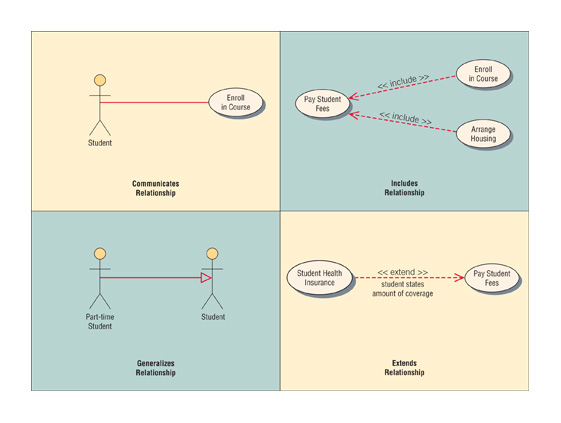 Student
Enroll
in Course
Communicates
Relationship
Pay Student
Fees
<< include >>
<< include >>
Enroll
in Course
Arrange
Housing
Includes
Relationship
Part-time
Student
Student
Generalizes
Relationship
Student Health
Insurance
<< extend >>
student states
amount of coverage
Pay Student
Fees
Extends
Relationship